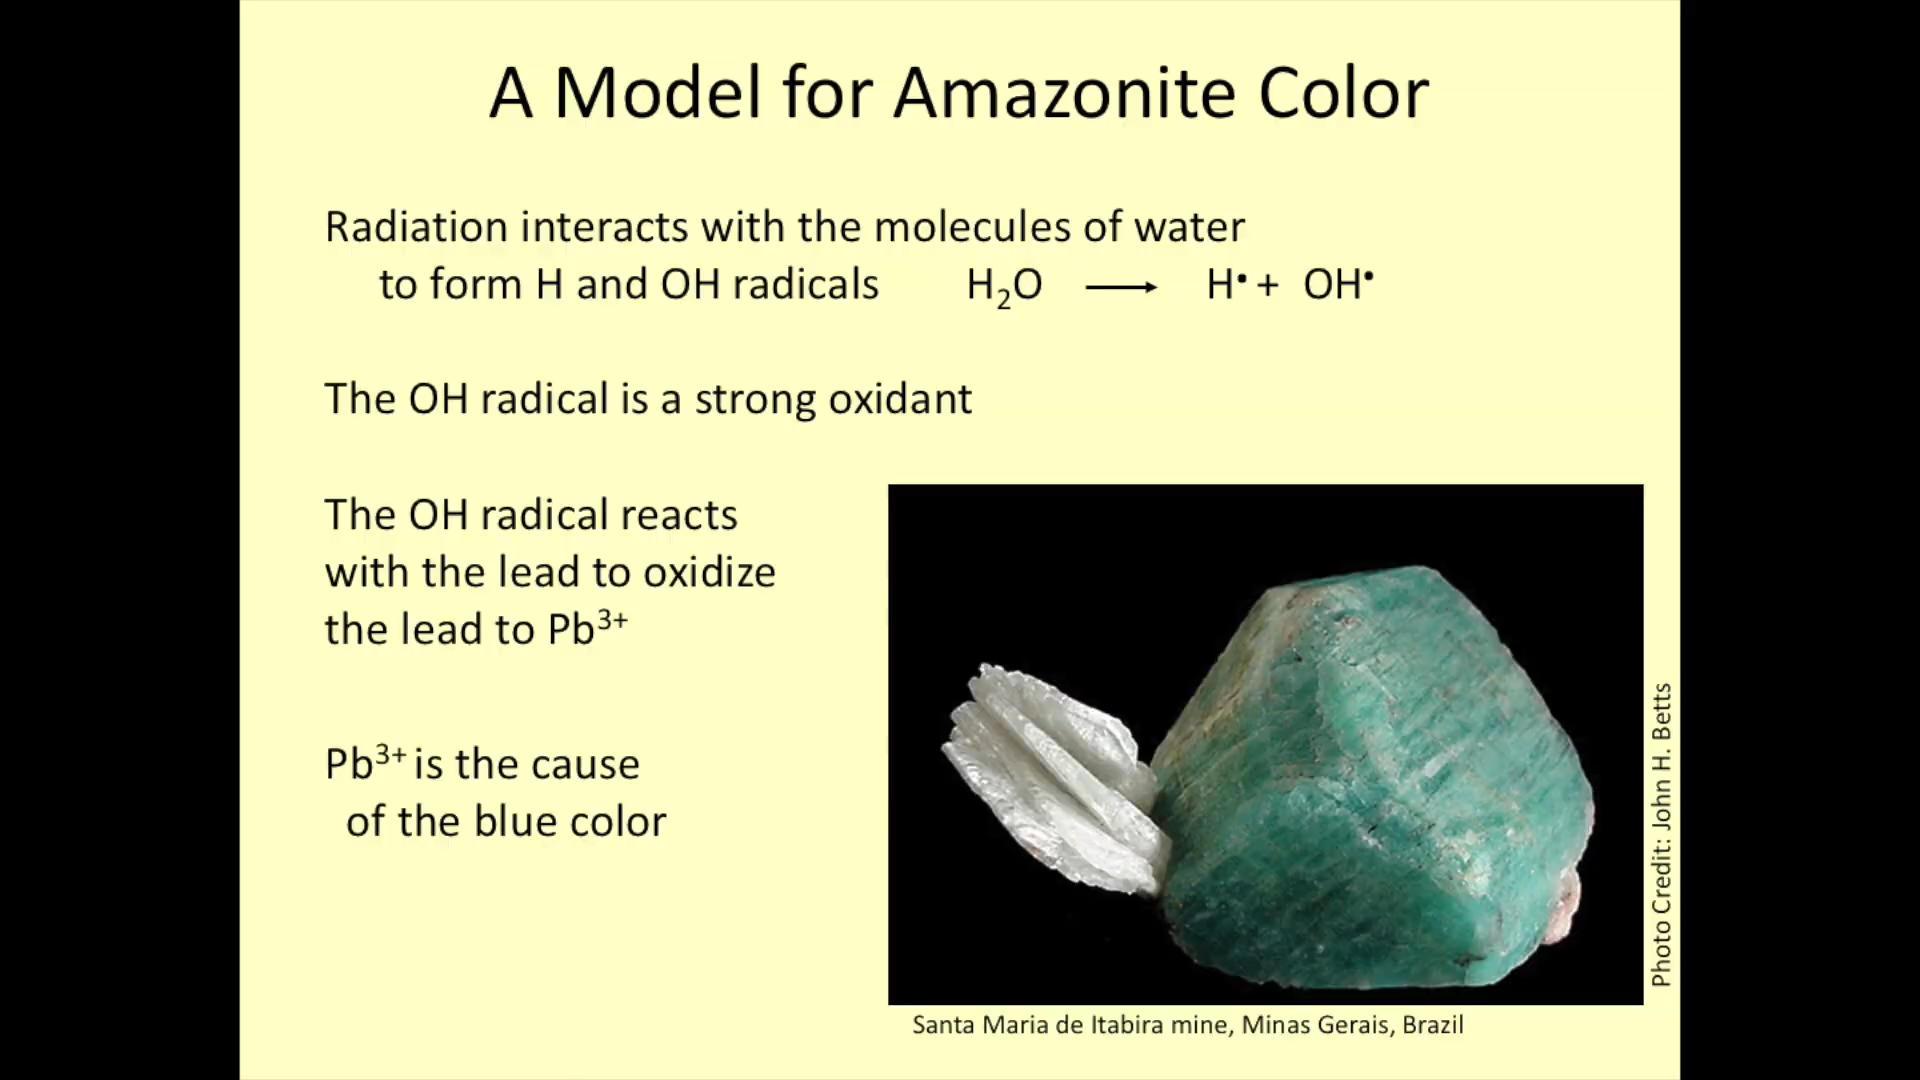 A Model for Amazonite Color
Radiation interacts with the molecules of water
to form H and OH radicals H₂O ⟶ H• + OH•
The OH radical is a strong oxidant
The OH radical reacts
with the lead to oxidize
the lead to Pb³⁺
Pb³⁺ is the cause
of the blue color
Photo Credit: John H. Betts
Santa Maria de Itabira mine, Minas Gerais, Brazil